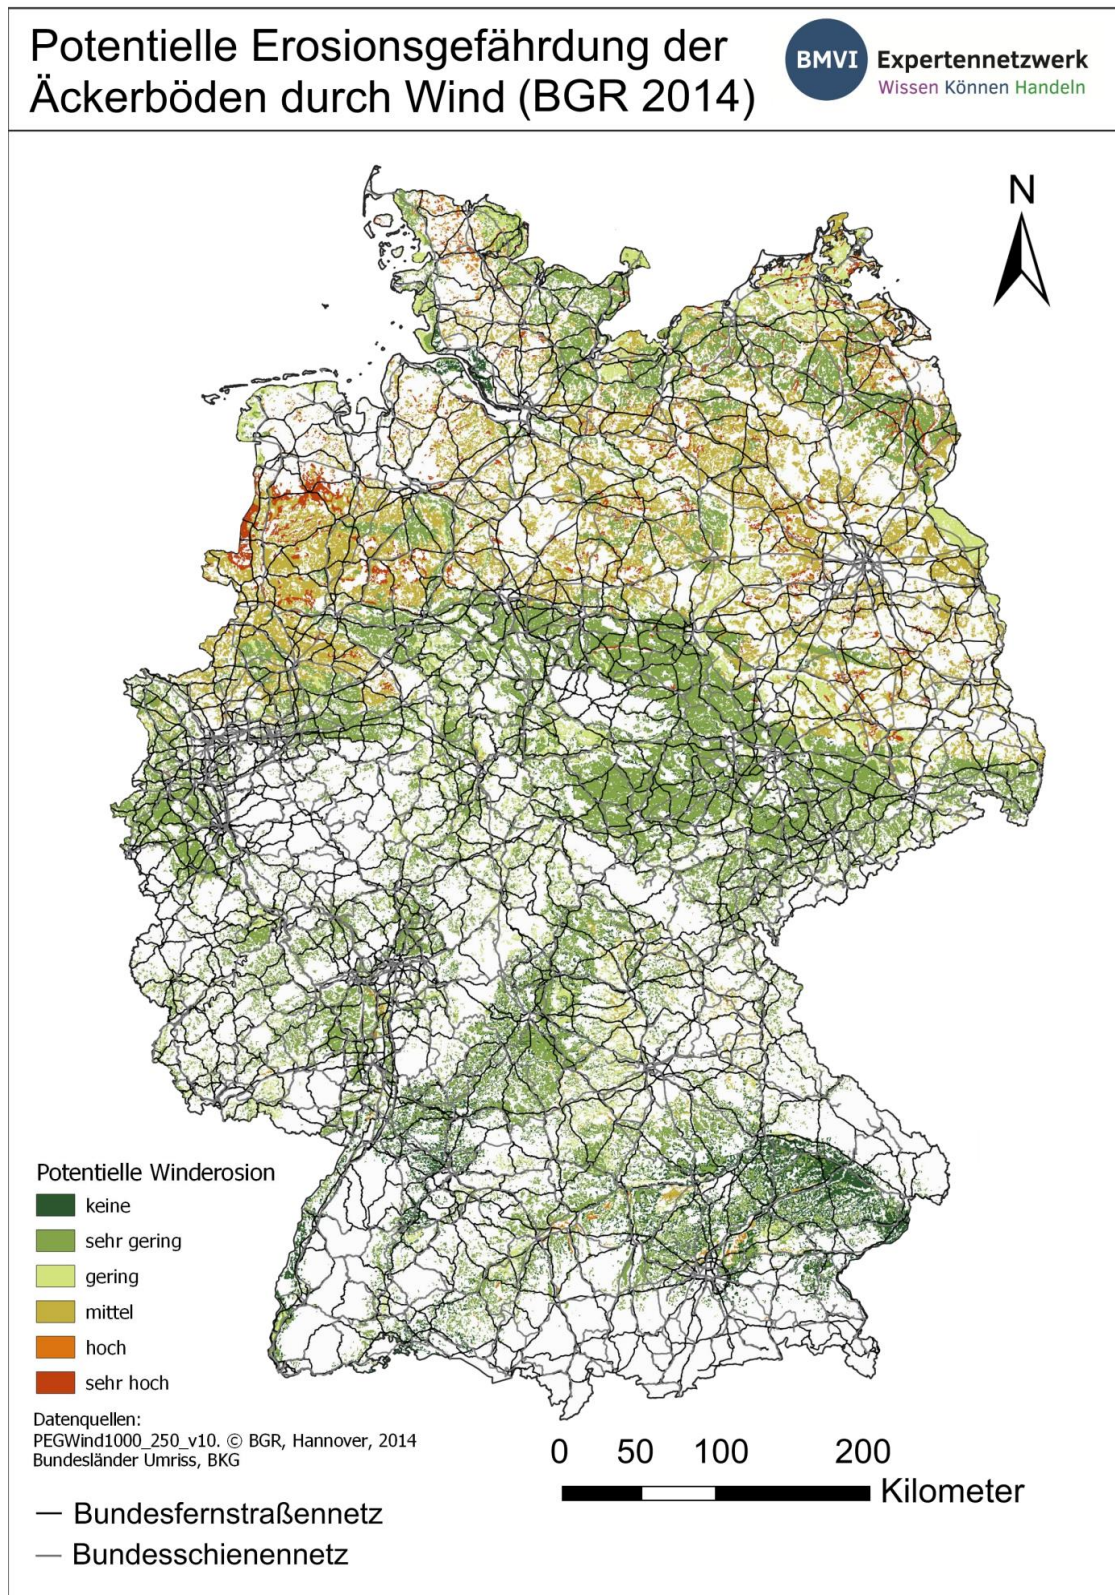 Potentielle Erosionsgefährdung der
Äckerböden durch Wind (BGR 2014)
BMVI Expertennetzwerk
Wissen Können Handeln
N
Potentielle Winderosion
keine
sehr gering
gering
mittel
hoch
sehr hoch
Datenquellen:
PEGWind1000_250_v10. © BGR, Hannover, 2014
Bundesländer Umriss, BKG
0 50 100 200
Kilometer
Bundesfernstraßennetz
Bundesschienennetz